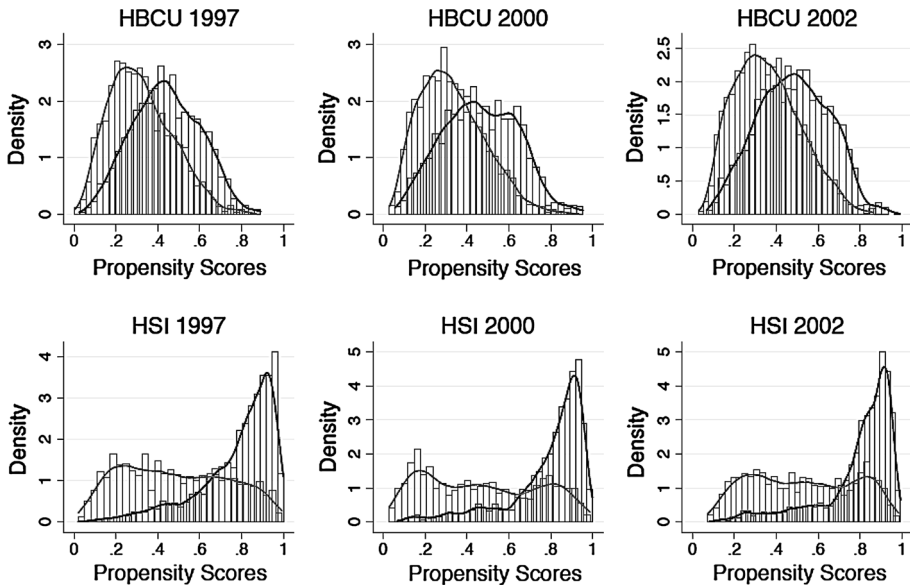 HBCU 1997
HBCU 2000
HBCU 2002
Density
3
2
1
0
0 .2 .4 .6 .8 1
Propensity Scores
Density
3
2
1
0
0 .2 .4 .6 .8 1
Propensity Scores
Density
2.5
2
1.5
1
.5
0
0 .2 .4 .6 .8 1
Propensity Scores
HSI 1997
HSI 2000
HSI 2002
Density
4
3
2
1
0
0 .2 .4 .6 .8 1
Propensity Scores
Density
5
4
3
2
1
0
0 .2 .4 .6 .8 1
Propensity Scores
Density
5
4
3
2
1
0
0 .2 .4 .6 .8 1
Propensity Scores